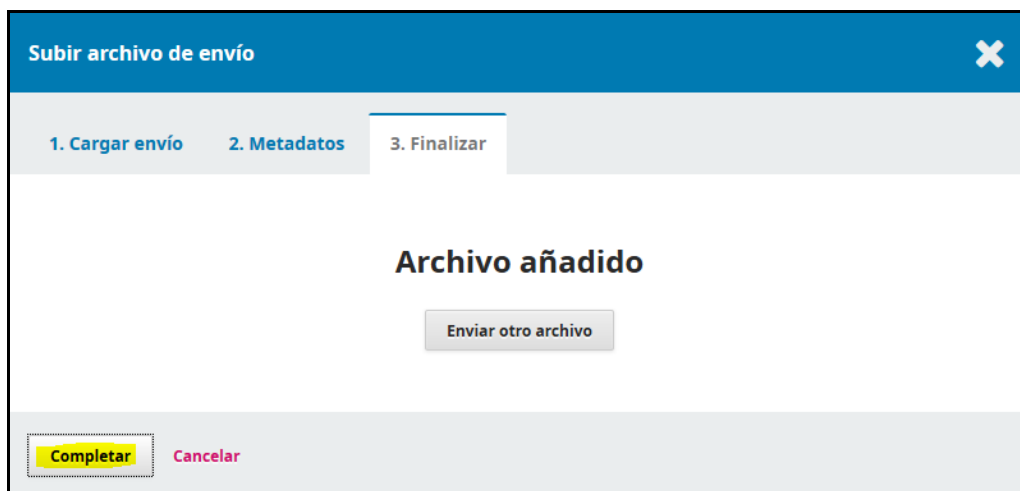 Subir archivo de envío
1. Cargar envío 2. Metadatos 3. Finalizar
Archivo añadido
Enviar otro archivo
Completar Cancelar